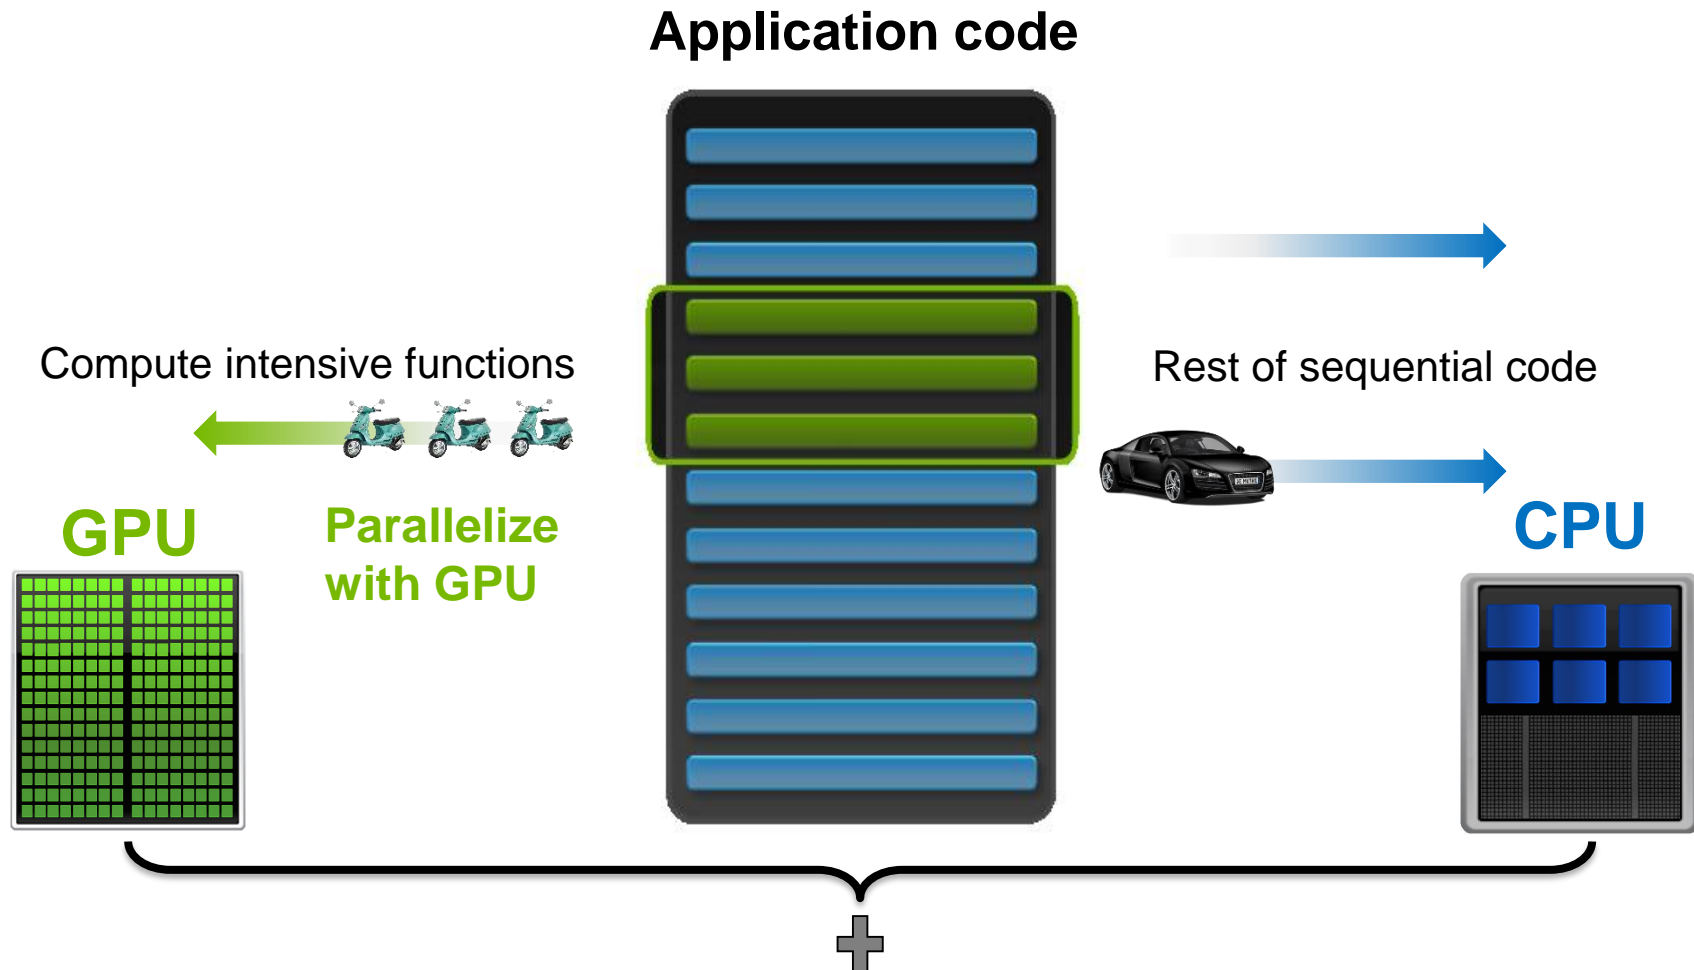 Application code
Compute intensive functions
Rest of sequential code
GPU
Parallelize
with GPU
CPU